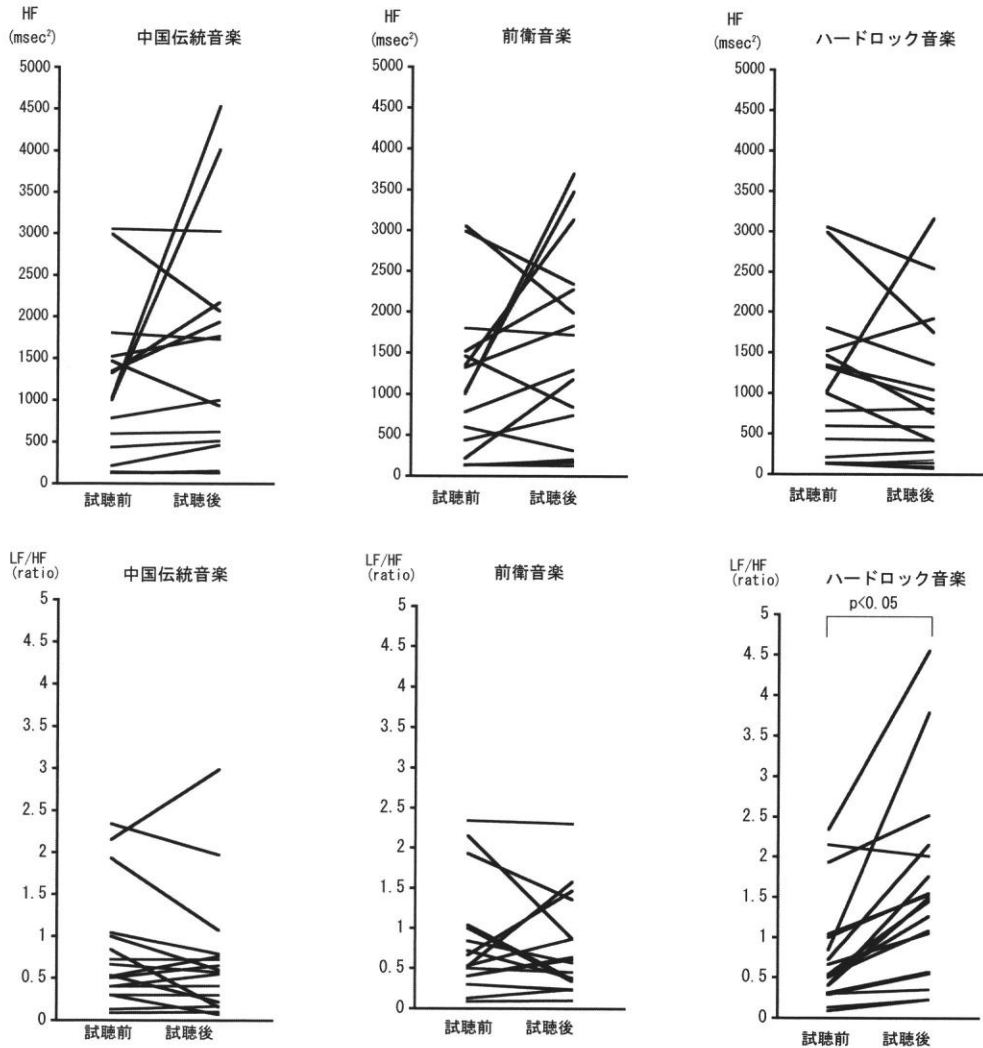 HF
(msec²)
中国伝統音楽
5000
4500
4000
3500
3000
2500
2000
1500
1000
500
0
試聴前
試聴後
HF
(msec²)
前衛音楽
5000
4500
4000
3500
3000
2500
2000
1500
1000
500
0
試聴前
試聴後
HF
(msec²)
ハードロック音楽
5000
4500
4000
3500
3000
2500
2000
1500
1000
500
0
試聴前
試聴後
LF/HF
(ratio)
中国伝統音楽
5
4.5
4
3.5
3
2.5
2
1.5
1
0.5
0
試聴前
試聴後
LF/HF
(ratio)
前衛音楽
5
4.5
4
3.5
3
2.5
2
1.5
1
0.5
0
試聴前
試聴後
LF/HF
(ratio)
ハードロック音楽
p<0.05
5
4.5
4
3.5
3
2.5
2
1.5
1
0.5
0
試聴前
試聴後